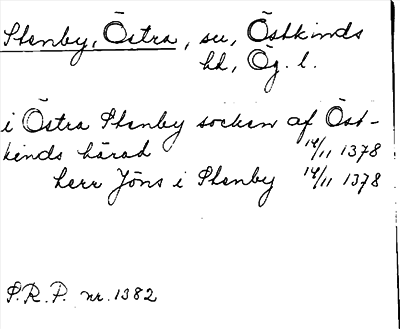 Stenby, Östra, sn, Östkinds
hd, Ög. l.
i Östra Stenby socken af Öst-
kinds härad 14/11 1378
herr Jöns i Stenby 14/11 1378
S.R.P. nr. 1382